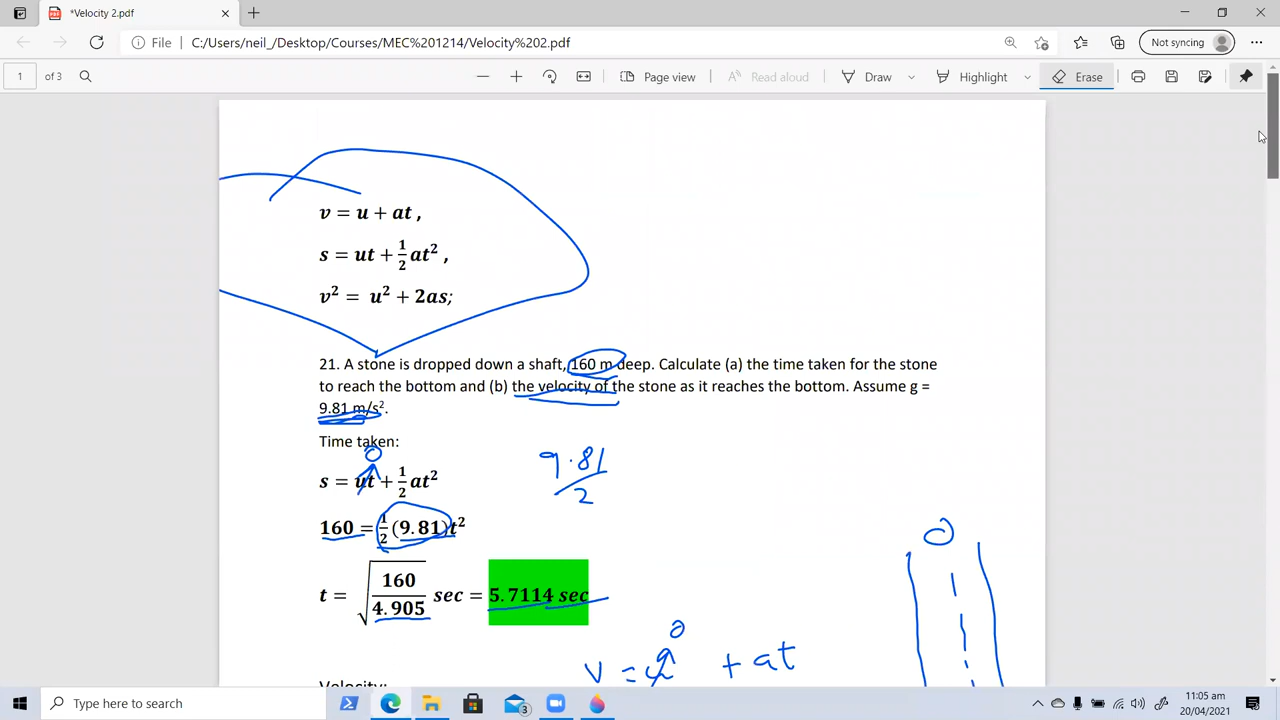 *Velocity 2.pdf
File C:/Users/neil_/Desktop/Courses/MEC%201214/Velocity%202.pdf
Not syncing
1 of 3
Page view
Read aloud
Draw
Highlight
Erase
v = u + at ,
s = ut + 1/2 at² ,
v² = u² + 2as;
21. A stone is dropped down a shaft, 160 m deep. Calculate (a) the time taken for the stone
to reach the bottom and (b) the velocity of the stone as it reaches the bottom. Assume g =
9.81 m/s².
Time taken:
0
s = ut + 1/2 at²
9.81/2
160 = 1/2 (9.81)t²
t = √(160/4.905) sec = 5.7114 sec
0
v = u + at
Velocity:
Type here to search
3
11:05 am
20/04/2021